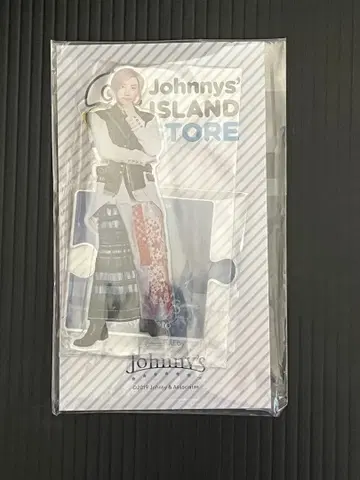 Johnnys'
ISLAND
STORE
Johnny's
©2019 Johnny & Associates